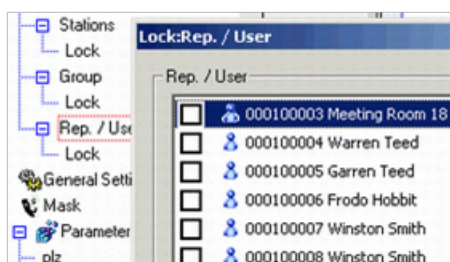 Stations
Lock
Group
Lock
Rep. / Use
Lock
General Setti
Mask
Parameter
plz
Lock:Rep. / User
Rep. / User
000100003 Meeting Room 18
000100004 Warren Teed
000100005 Garren Teed
000100006 Frodo Hobbit
000100007 Winston Smith
000100008 Winston Smith